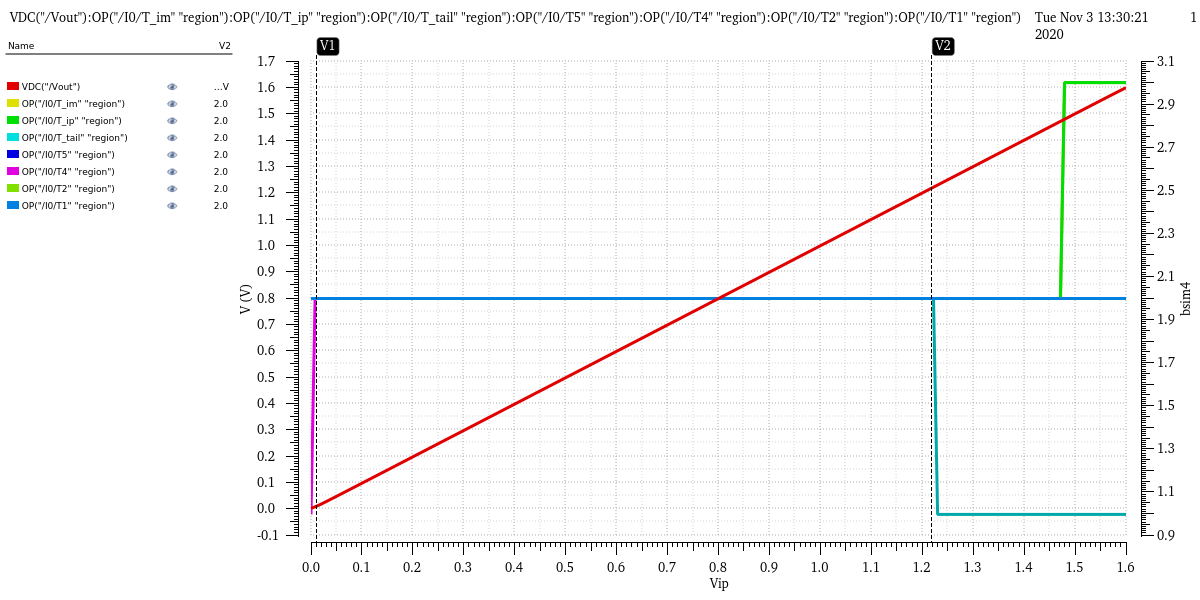 VDC("/Vout"):OP("/I0/T_im" "region"):OP("/I0/T_ip" "region"):OP("/I0/T_tail" "region"):OP("/I0/T5" "region"):OP("/I0/T4" "region"):OP("/I0/T2" "region"):OP("/I0/T1" "region") Tue Nov 3 13:30:21 1
2020
Name V2
VDC("/Vout") ...V
OP("/I0/T_im" "region") 2.0
OP("/I0/T_ip" "region") 2.0
OP("/I0/T_tail" "region") 2.0
OP("/I0/T5" "region") 2.0
OP("/I0/T4" "region") 2.0
OP("/I0/T2" "region") 2.0
OP("/I0/T1" "region") 2.0
V1 V2
1.7
1.6
1.5
1.4
1.3
1.2
1.1
1.0
0.9
0.8
0.7
0.6
0.5
0.4
0.3
0.2
0.1
0.0
-0.1
V (V)
3.1
2.9
2.7
2.5
2.3
2.1
1.9
1.7
1.5
1.3
1.1
0.9
bsim4
0.0 0.1 0.2 0.3 0.4 0.5 0.6 0.7 0.8 0.9 1.0 1.1 1.2 1.3 1.4 1.5 1.6
Vip